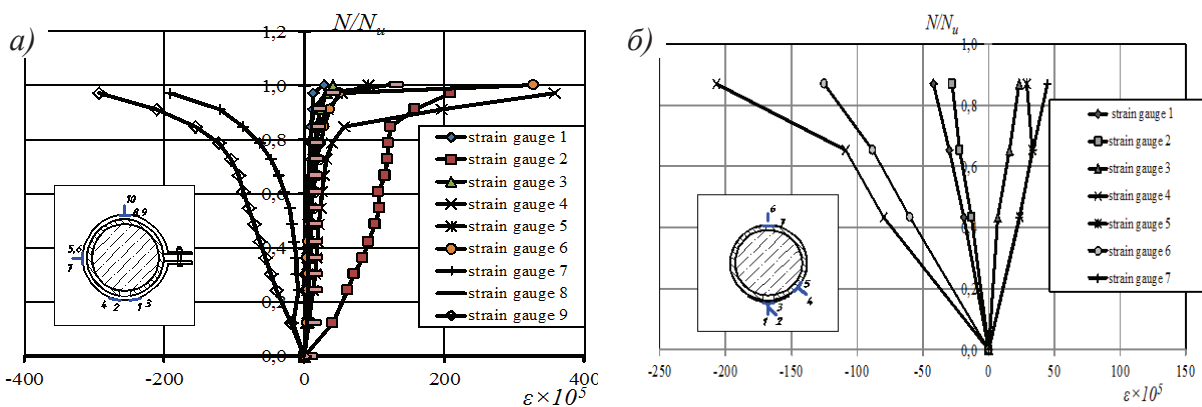 а)
N/Nu
1,2
1,0
0,8
0,6
0,4
0,2
0,0
-400
-200
0
200
400
ε×10⁵
strain gauge 1
strain gauge 2
strain gauge 3
strain gauge 4
strain gauge 5
strain gauge 6
strain gauge 7
strain gauge 8
strain gauge 9
10
8,9
5,6
7
4 2 1 3
б)
N/Nu
1,0
0,8
0,6
0,4
0,2
0,0
-250
-200
-150
-100
-50
0
50
100
150
ε×10⁵
strain gauge 1
strain gauge 2
strain gauge 3
strain gauge 4
strain gauge 5
strain gauge 6
strain gauge 7
6
7
5
4
3
1 2